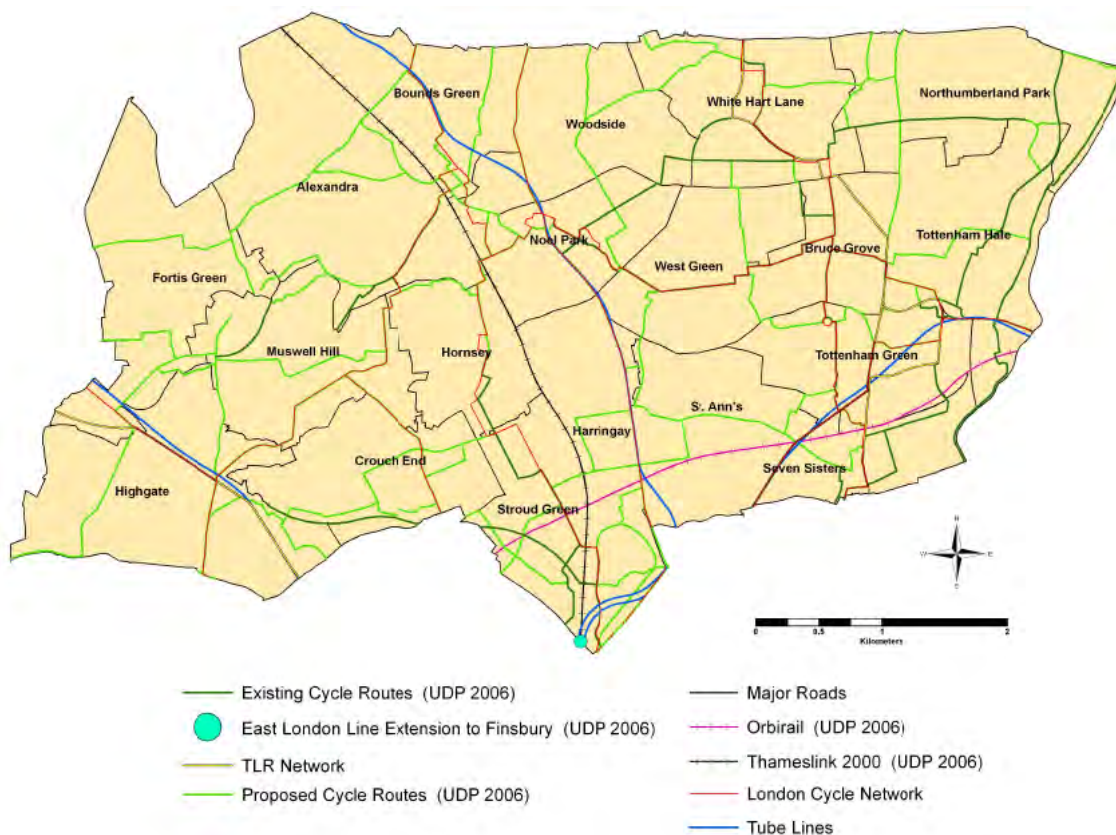 Bounds Green
White Hart Lane
Northumberland Park
Woodside
Alexandra
Noel Park
Bruce Grove
Tottenham Hale
Fortis Green
West Green
Muswell Hill
Hornsey
Tottenham Green
St. Ann's
Harringay
Crouch End
Seven Sisters
Highgate
Stroud Green
N
W E
S
0 0.5 1 2
Kilometers
Existing Cycle Routes (UDP 2006)
East London Line Extension to Finsbury (UDP 2006)
TLR Network
Proposed Cycle Routes (UDP 2006)
Major Roads
Orbirail (UDP 2006)
Thameslink 2000 (UDP 2006)
London Cycle Network
Tube Lines